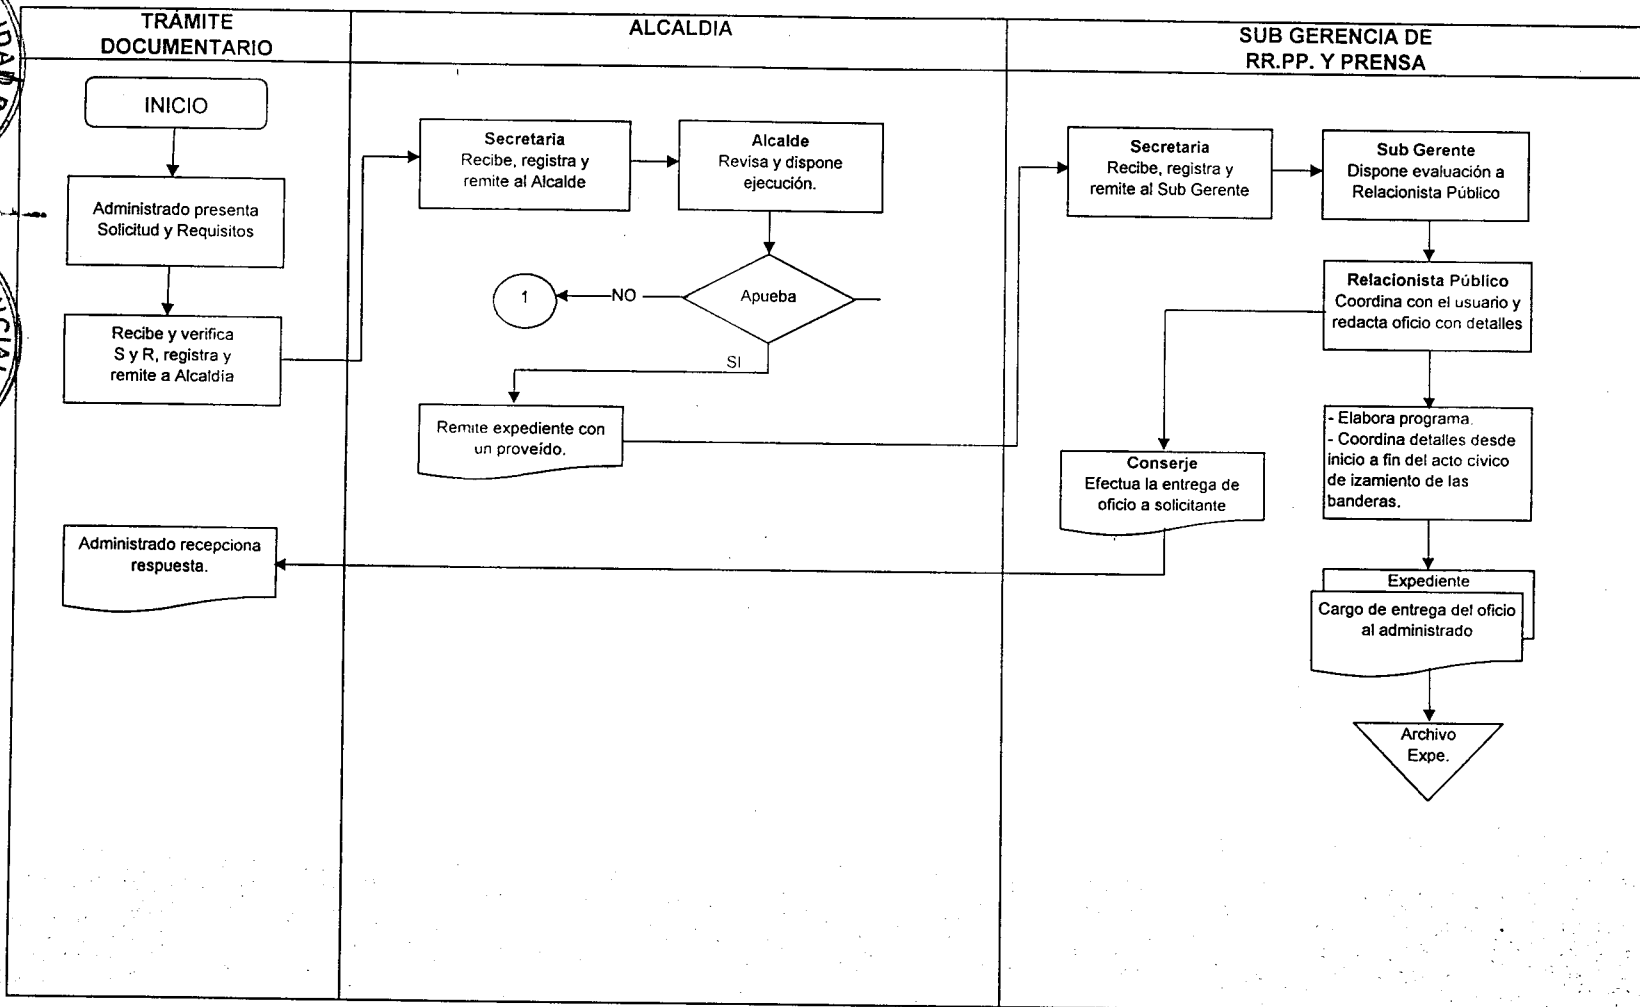 TRÁMITE
DOCUMENTARIO
ALCALDIA
SUB GERENCIA DE
RR.PP. Y PRENSA
INICIO
Administrado presenta
Solicitud y Requisitos
Recibe y verifica
S y R, registra y
remite a Alcaldia
Administrado recepciona
respuesta.
Secretaria
Recibe, registra y
remite al Alcalde
Alcalde
Revisa y dispone
ejecución.
Apueba
NO
1
SI
Remite expediente con
un proveído.
Secretaria
Recibe, registra y
remite al Sub Gerente
Sub Gerente
Dispone evaluación a
Relacionista Público
Relacionista Público
Coordina con el usuario y
redacta oficio con detalles
Conserje
Efectua la entrega de
oficio a solicitante
- Elabora programa.
- Coordina detalles desde
inicio a fin del acto cívico
de izamiento de las
banderas.
Expediente
Cargo de entrega del oficio
al administrado
Archivo
Expe.